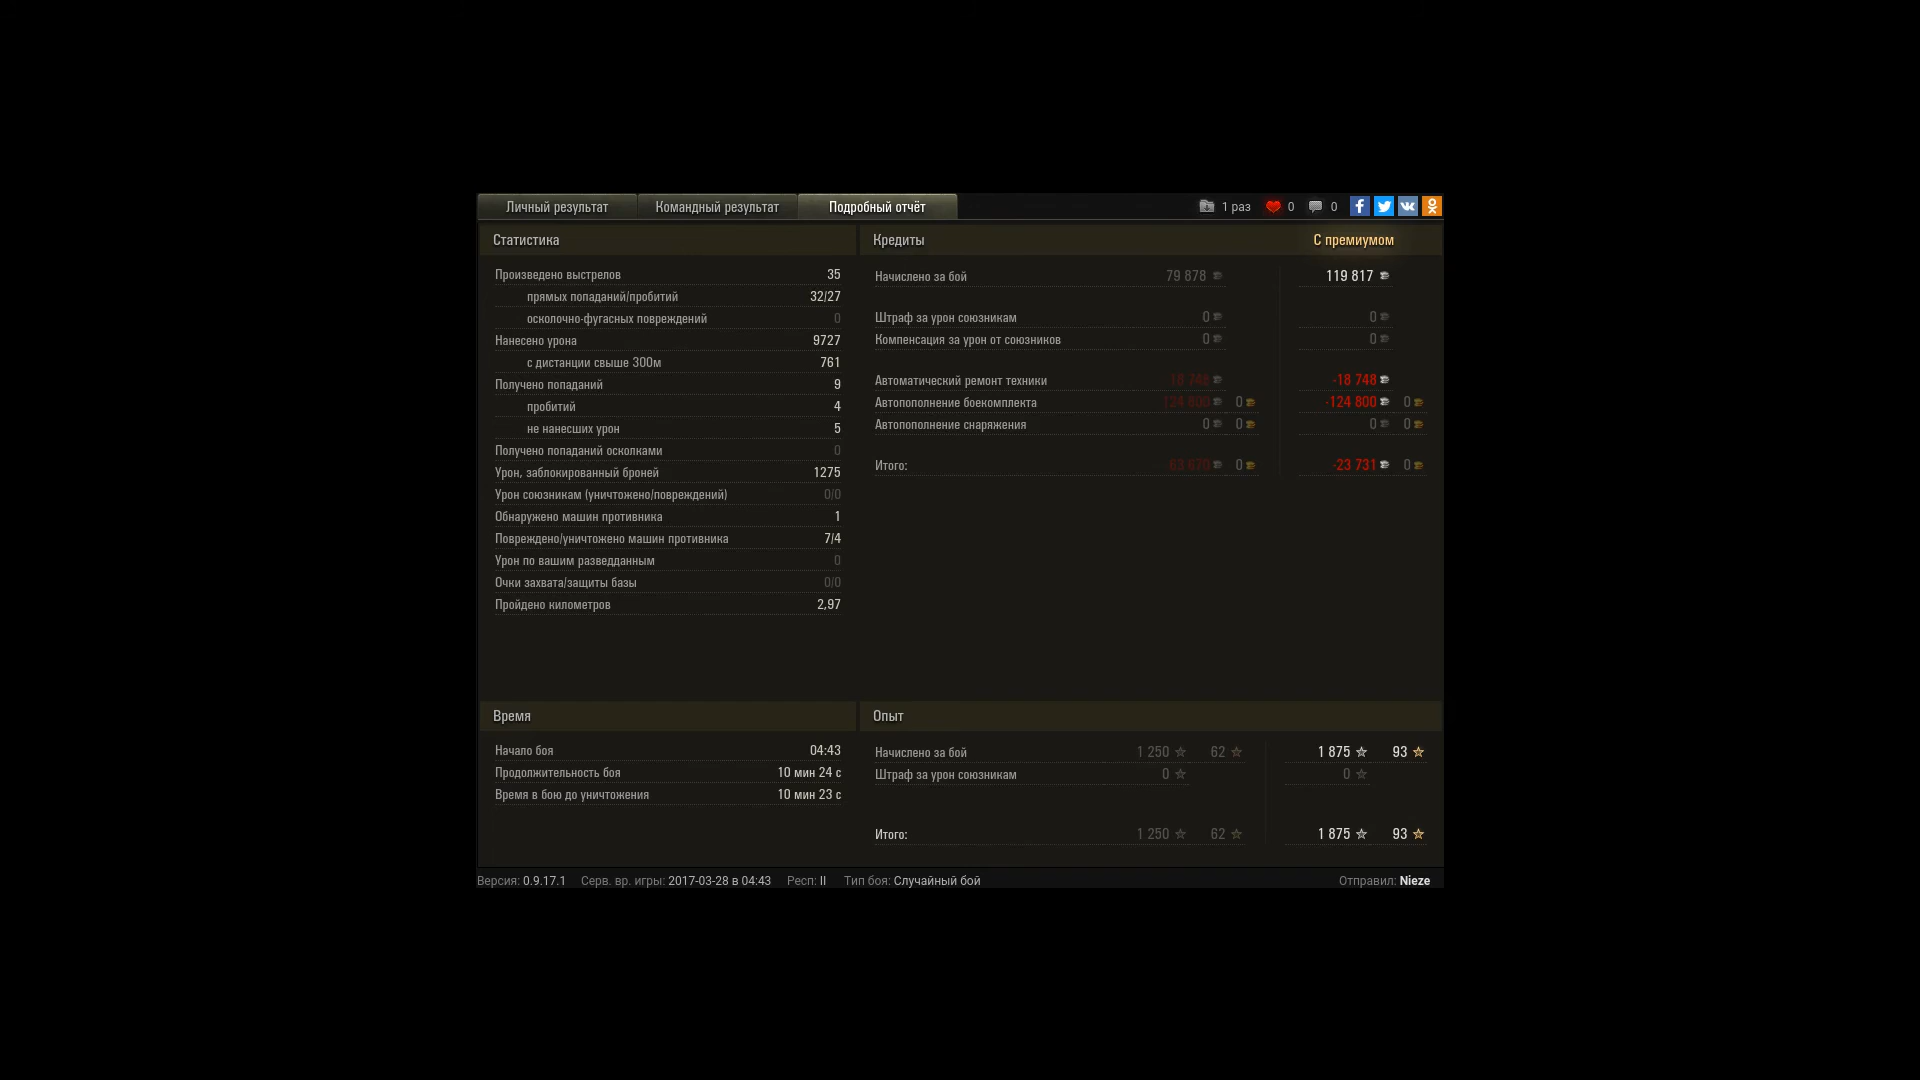 Личный результат Командный результат Подробный отчёт 1 раз 0 0
Статистика
Произведено выстрелов 35
прямых попаданий/пробитий 32/27
осколочно-фугасных повреждений 0
Нанесено урона 9727
с дистанции свыше 300м 761
Получено попаданий 9
пробитий 4
не нанесших урон 5
Получено попаданий осколками 0
Урон, заблокированный броней 1275
Урон союзникам (уничтожено/повреждений) 0/0
Обнаружено машин противника 1
Повреждено/уничтожено машин противника 7/4
Урон по вашим разведданным 0
Очки захвата/защиты базы 0/0
Пройдено километров 2,97
Кредиты С премиумом
Начислено за бой 79 878 119 817
Штраф за урон союзникам 0 0
Компенсация за урон от союзников 0 0
Автоматический ремонт техники -18 748
Автопополнение боекомплекта 0 -124 800 0
Автопополнение снаряжения 0 0 0 0
Итого: 0 -23 731 0
Время
Начало боя 04:43
Продолжительность боя 10 мин 24 с
Время в бою до уничтожения 10 мин 23 с
Опыт
Начислено за бой 1 250 62 1 875 93
Штраф за урон союзникам 0 0
Итого: 1 250 62 1 875 93
Версия: 0.9.17.1 Серв. вр. игры: 2017-03-28 в 04:43 Респ: II Тип боя: Случайный бой Отправил: Nieze